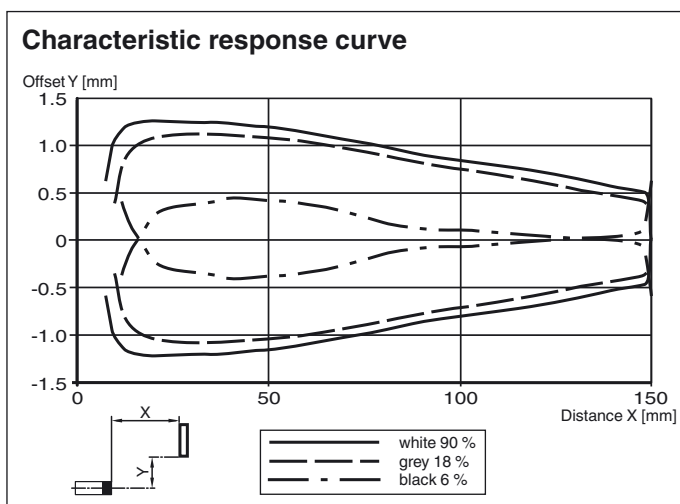 Characteristic response curve
Offset Y [mm]
1.5
1.0
0.5
0
-0.5
-1.0
-1.5
0
50
100
150
Distance X [mm]
X
Y
white 90 %
grey 18 %
black 6 %